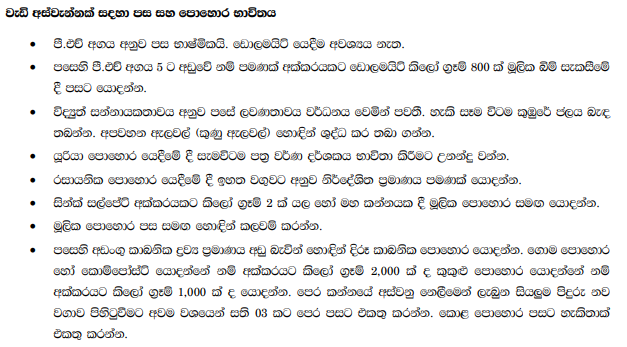 වැඩි අස්වැන්නක් සඳහා පස සහ පොහොර භාවිතය
• පී.එච් අගය අනුව පස භාෂ්මිකයි. ඩොලමයිට් යෙදීම අවශ්‍යය නැත.
• පසෙහි පී.එච් අගය 5 ට අඩුවේ නම් පමණක් අක්කරයකට ඩොලමයිට් කිලෝ ග්‍රෑම් 800 ක් මූලික බිම් සැකසීමේ
දී පසට යොදන්න.
• විද්‍යුත් සන්නායකතාවය අනුව පසේ ලවණතාවය වර්ධනය වෙමින් පවතී. හැකි සෑම විටම කුඹුරේ ජලය බැඳ
තබන්න. අපවහන ඇලවල් (කුණු ඇලවල්) හොඳින් ශුද්ධ කර තබා ගන්න.
• යූරියා පොහොර යෙදීමේ දී සැමවිටම පත්‍ර වර්ණ දර්ශකය භාවිතා කිරීමට උනන්දු වන්න.
• රසායනික පොහොර යෙදීමේ දී ඉහත වගුවට අනුව නිර්දේශිත ප්‍රමාණය පමණක් යොදන්න.
• සින්ක් සල්පේට් අක්කරයකට කිලෝ ග්‍රෑම් 2 ක් යල හෝ මහ කන්නයක දී මූලික පොහොර සමඟ යොදන්න.
• මූලික පොහොර පස සමඟ හොඳින් කලවම් කරන්න.
• පසෙහි අඩංගු කාබනික ද්‍රව්‍ය ප්‍රමාණය අඩු බැවින් හොඳින් දිරූ කාබනික පොහොර යොදන්න. ගොම පොහොර
හෝ කොම්පෝස්ට් යොදන්නේ නම් අක්කරයට කිලෝ ග්‍රෑම් 2,000 ක් ද කුකුළු පොහොර යොදන්නේ නම්
අක්කරයට කිලෝ ග්‍රෑම් 1,000 ක් ද යොදන්න. පෙර කන්නයේ අස්වනු නෙලීමෙන් ලැබුන සියලුම පිදුරු නව
වගාව පිහිටුවීමට අවම වශයෙන් සති 03 කට පෙර පසට එකතු කරන්න. කොළ පොහොර පසට හැකිතාක්
එකතු කරන්න.